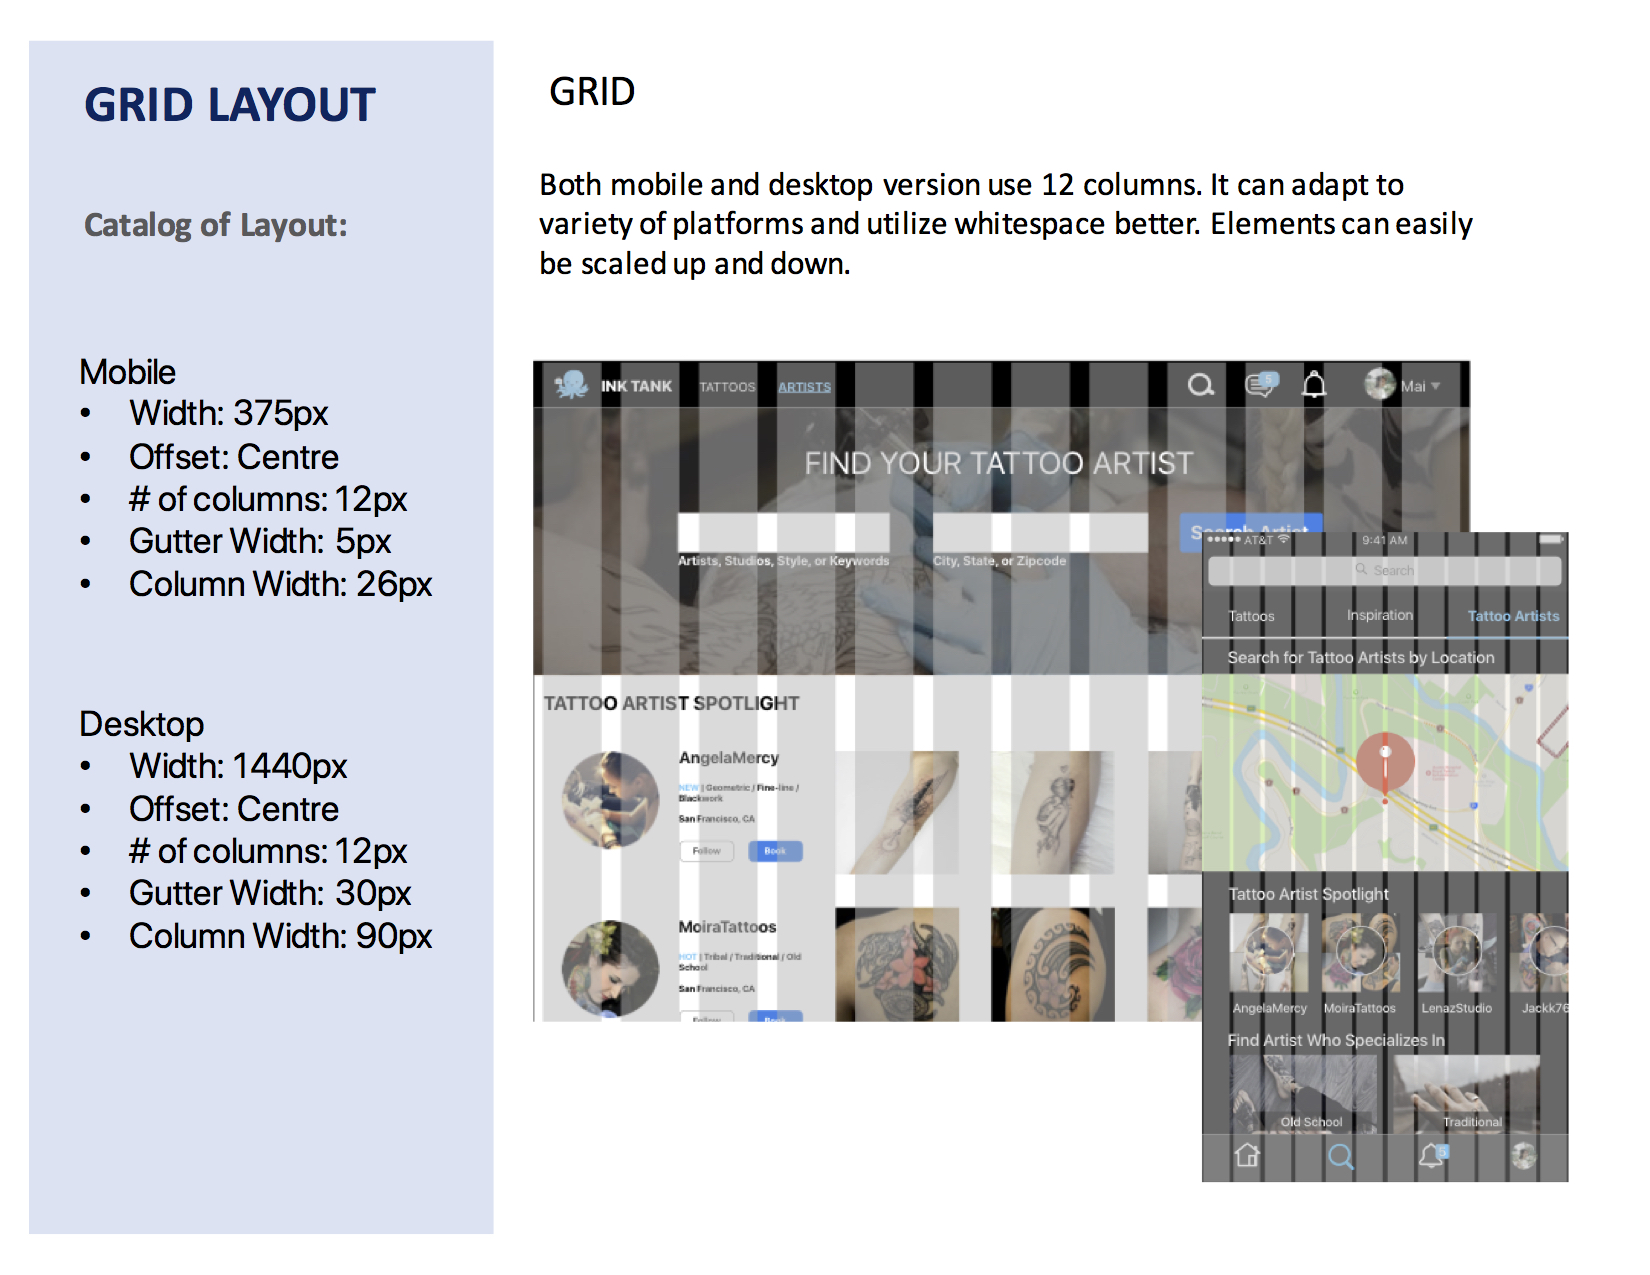 GRID LAYOUT
Catalog of Layout:
Mobile
• Width: 375px
• Offset: Centre
• # of columns: 12px
• Gutter Width: 5px
• Column Width: 26px
Desktop
• Width: 1440px
• Offset: Centre
• # of columns: 12px
• Gutter Width: 30px
• Column Width: 90px
GRID
Both mobile and desktop version use 12 columns. It can adapt to
variety of platforms and utilize whitespace better. Elements can easily
be scaled up and down.
INK TANK TATTOOS ARTISTS 5 Mai
FIND YOUR TATTOO ARTIST
Search Artist
Artists, Studios, Style, or Keywords City, State, or Zipcode
TATTOO ARTIST SPOTLIGHT
AngelaMercy
NEW | Geometric / Fine-line /
Blackwork
San Francisco, CA
Follow Book
MoiraTattoos
HOT | Tribal / Traditional / Old
School
San Francisco, CA
Follow Book
AT&T 9:41 AM
Search
Tattoos Inspiration Tattoo Artists
Search for Tattoo Artists by Location
Tattoo Artist Spotlight
AngelaMercy MoiraTattoos LenazStudio Jackk76
Find Artist Who Specializes In
Old School Traditional
5